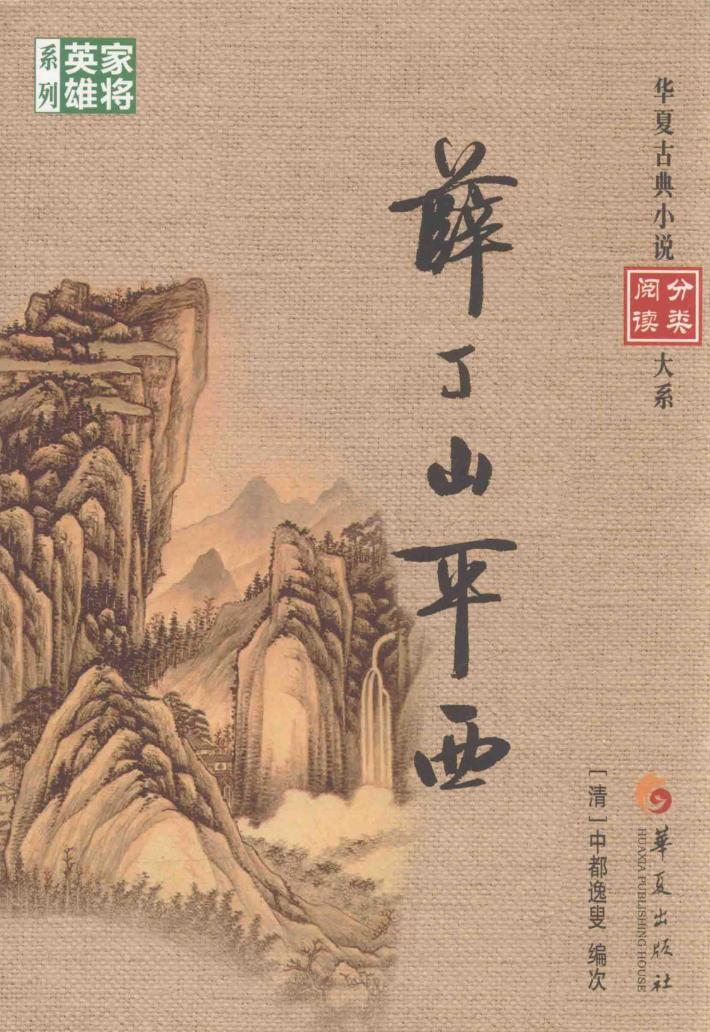 华夏古典小说
分类
阅读
大系
薛丁山平西
家将
英雄
系列
[清]中都逸叟 编次
華夏出版社
HUAXIA PUBLISHING HOUSE